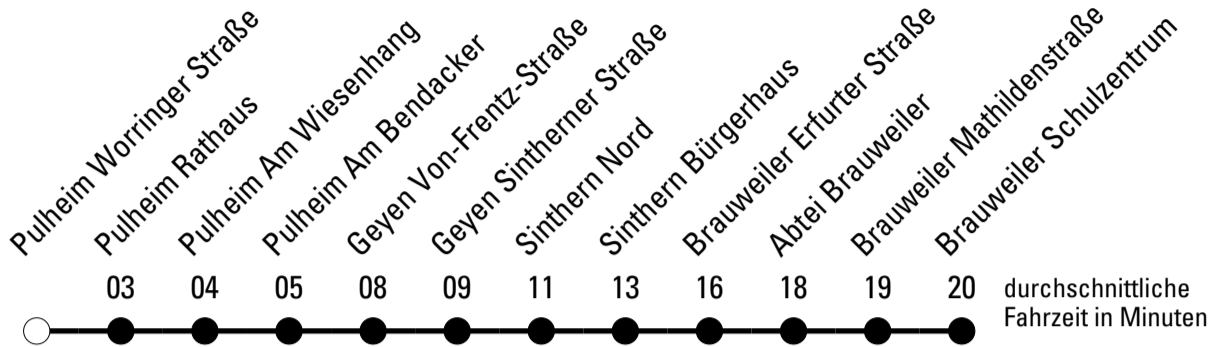 Pulheim Worringer Straße
Pulheim Rathaus
Pulheim Am Wiesenhang
Pulheim Am Bendacker
Geyen Von-Frentz-Straße
Geyen Sintherner Straße
Sinthern Nord
Sinthern Bürgerhaus
Brauweiler Erfurter Straße
Abtei Brauweiler
Brauweiler Mathildenstraße
Brauweiler Schulzentrum
03 04 05 08 09 11 13 16 18 19 20
durchschnittliche
Fahrzeit in Minuten